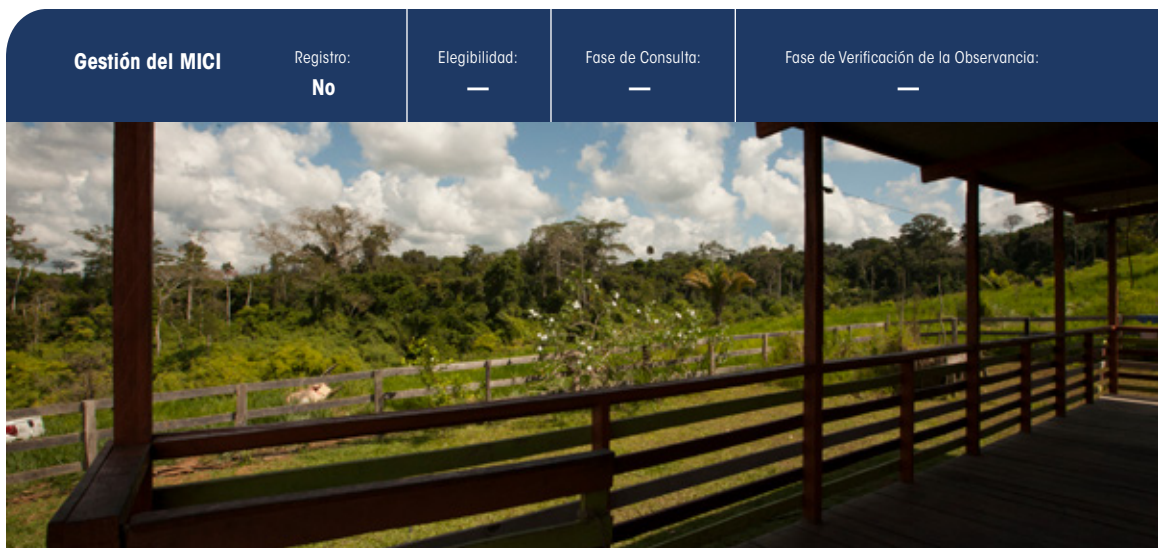 Gestión del MICI
Registro:
No
Elegibilidad:
—
Fase de Consulta:
—
Fase de Verificación de la Observancia:
—